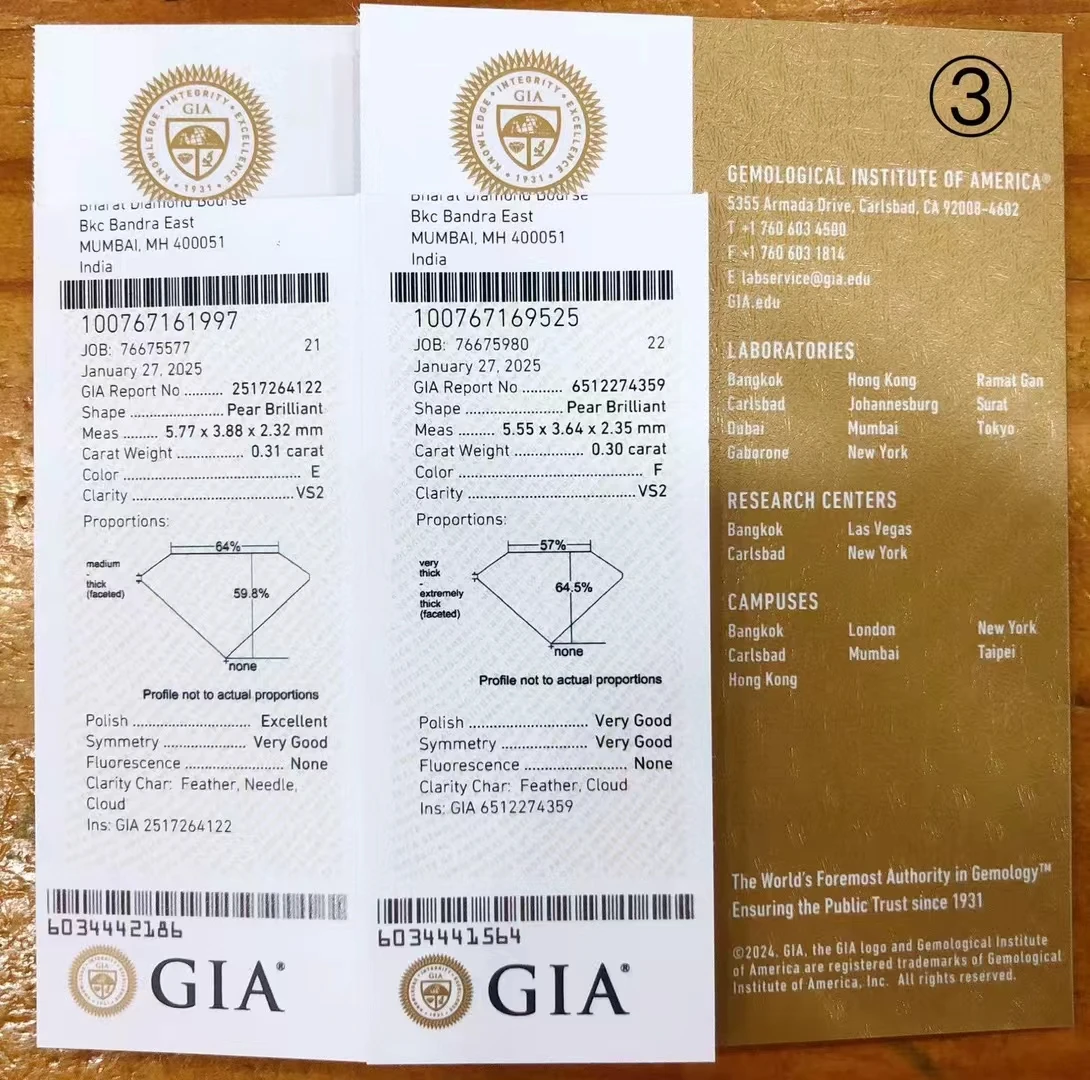 KNOWLEDGE • INTEGRITY • EXCELLENCE
GIA
• 1931 •
Bharat Diamond Bourse
Bkc Bandra East
MUMBAI, MH 400051
India
100767161997
JOB: 76675577 21
January 27, 2025
GIA Report No ......... 2517264122
Shape ..................... Pear Brilliant
Meas ........ 5.77 x 3.88 x 2.32 mm
Carat Weight ................ 0.31 carat
Color ........................................ E
Clarity ..................................... VS2
Proportions:
64%
medium
-
thick
(faceted)
59.8%
none
Profile not to actual proportions
Polish ........................... Excellent
Symmetry ................... Very Good
Fluorescence ........................ None
Clarity Char: Feather, Needle,
Cloud
Ins: GIA 2517264122
6034442186
GIA®
KNOWLEDGE • INTEGRITY • EXCELLENCE
GIA
• 1931 •
Bharat Diamond Bourse
Bkc Bandra East
MUMBAI, MH 400051
India
100767169525
JOB: 76675980 22
January 27, 2025
GIA Report No ......... 6512274359
Shape ..................... Pear Brilliant
Meas ........ 5.55 x 3.64 x 2.35 mm
Carat Weight ................ 0.30 carat
Color ........................................ F
Clarity ..................................... VS2
Proportions:
57%
very
thick
-
extremely
thick
(faceted)
64.5%
none
Profile not to actual proportions
Polish ........................... Very Good
Symmetry ................... Very Good
Fluorescence ........................ None
Clarity Char: Feather, Cloud
Ins: GIA 6512274359
6034441564
GIA®
③
GEMOLOGICAL INSTITUTE OF AMERICA®
5355 Armada Drive, Carlsbad, CA 92008-4602
T +1 760 603 4500
F +1 760 603 1814
E labservice@gia.edu
GIA.edu
LABORATORIES
Bangkok Hong Kong Ramat Gan
Carlsbad Johannesburg Surat
Dubai Mumbai Tokyo
Gaborone New York
RESEARCH CENTERS
Bangkok Las Vegas
Carlsbad New York
CAMPUSES
Bangkok London New York
Carlsbad Mumbai Taipei
Hong Kong
The World's Foremost Authority in Gemology™
Ensuring the Public Trust since 1931
©2024. GIA, the GIA logo and Gemological Institute
of America are registered trademarks of Gemological
Institute of America, Inc. All rights reserved.